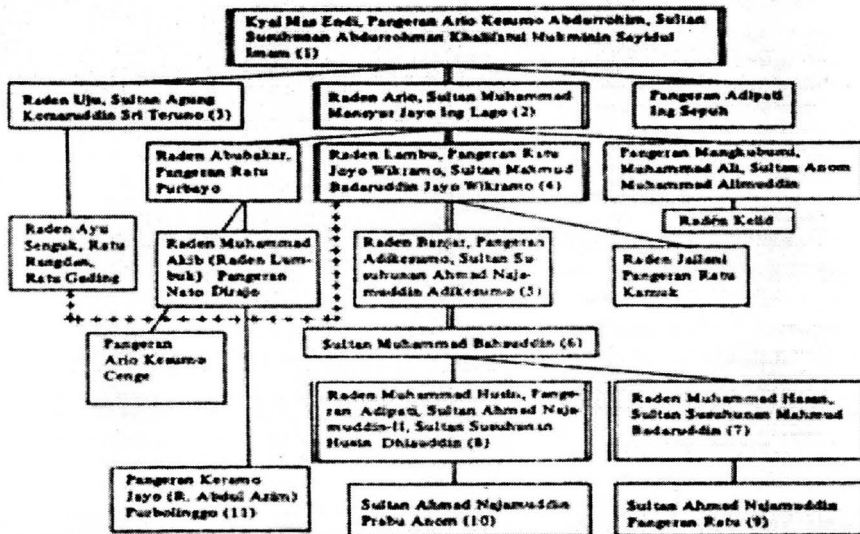 Kyai Mas Endi, Pangeran Ario Kesumo Abdurrohim, Sultan
Susuhunan Abdurrohman Khalifatul Mukminin Sayidul
Imam (1)
Raden Uju, Sultan Agung
Komaruddin Sri Teruno (3)
Raden Ario, Sultan Muhammad
Mansyur Jayo Ing Lago (2)
Pangeran Adipati
Ing Sepuh
Raden Abubakar,
Pangeran Ratu
Purbayo
Raden Lambu, Pangeran Ratu
Jayo Wikramo, Sultan Mahmud
Badaruddin Jayo Wikramo (4)
Pangeran Mangkubumi,
Muhammad Ali, Sultan Anom
Muhammad Alimuddin
Raden Kelid
Raden Ayu
Senguk, Ratu
Rangdan,
Ratu Gading
Raden Muhammad
Akib (Raden Lum-
buk) Pangeran
Nato Dirajo
Raden Banjar, Pangeran
Adikesumo, Sultan Su-
suhunan Ahmad Naja-
muddin Adikesumo (5)
Raden Jailani
Pangeran Ratu
Kamuk
Pangeran
Ario Kesumo
Cenge
Sultan Muhammad Bahauddin (6)
Raden Muhammad Husin, Pange-
ran Adipati, Sultan Ahmad Naja-
muddin-II, Sultan Susuhunan
Husin Dhiauddin (8)
Raden Muhammad Hasan,
Sultan Susuhunan Mahmud
Badaruddin (7)
Pangeran Keramo
Jayo (R. Abdul Azim)
Purbolinggo (11)
Sultan Ahmad Najamuddin
Prabu Anom (10)
Sultan Ahmad Najamuddin
Pangeran Ratu (9)